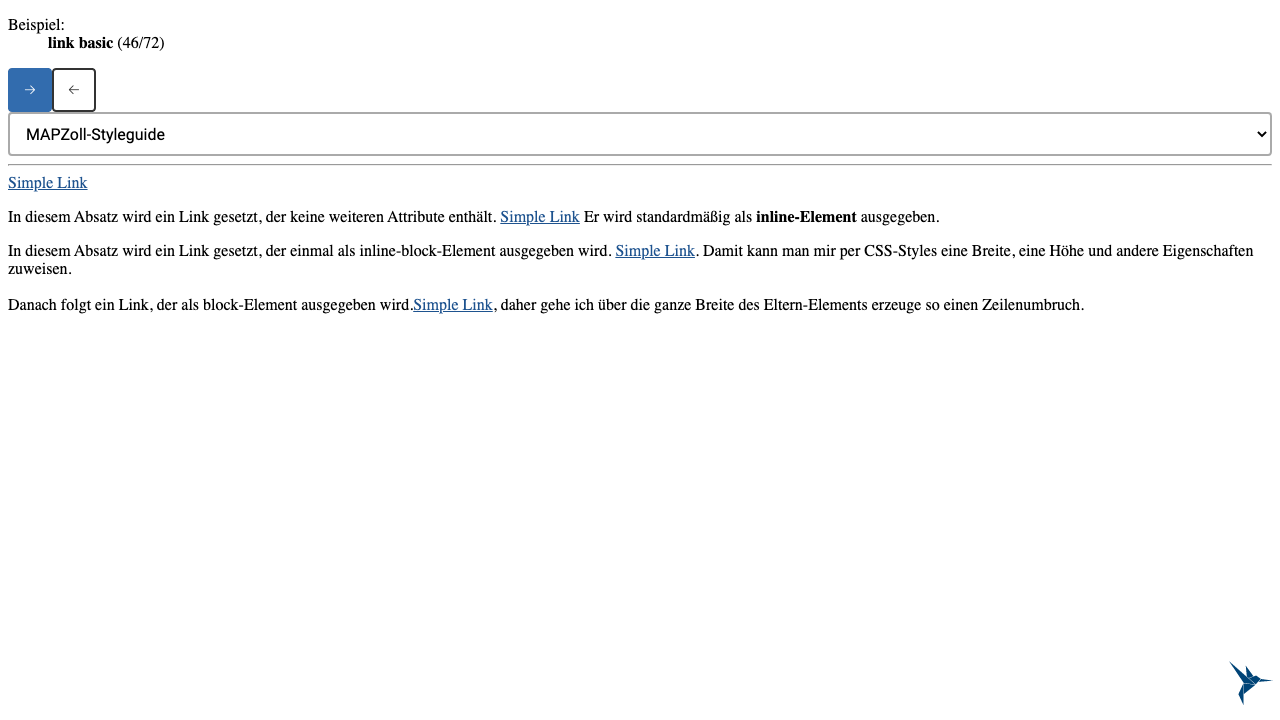 Beispiel:
link basic (46/72)
→ ←
MAPZoll-Styleguide
Simple Link
In diesem Absatz wird ein Link gesetzt, der keine weiteren Attribute enthält. Simple Link Er wird standardmäßig als inline-Element ausgegeben.
In diesem Absatz wird ein Link gesetzt, der einmal als inline-block-Element ausgegeben wird. Simple Link. Damit kann man mir per CSS-Styles eine Breite, eine Höhe und andere Eigenschaften
zuweisen.
Danach folgt ein Link, der als block-Element ausgegeben wird.Simple Link, daher gehe ich über die ganze Breite des Eltern-Elements erzeuge so einen Zeilenumbruch.